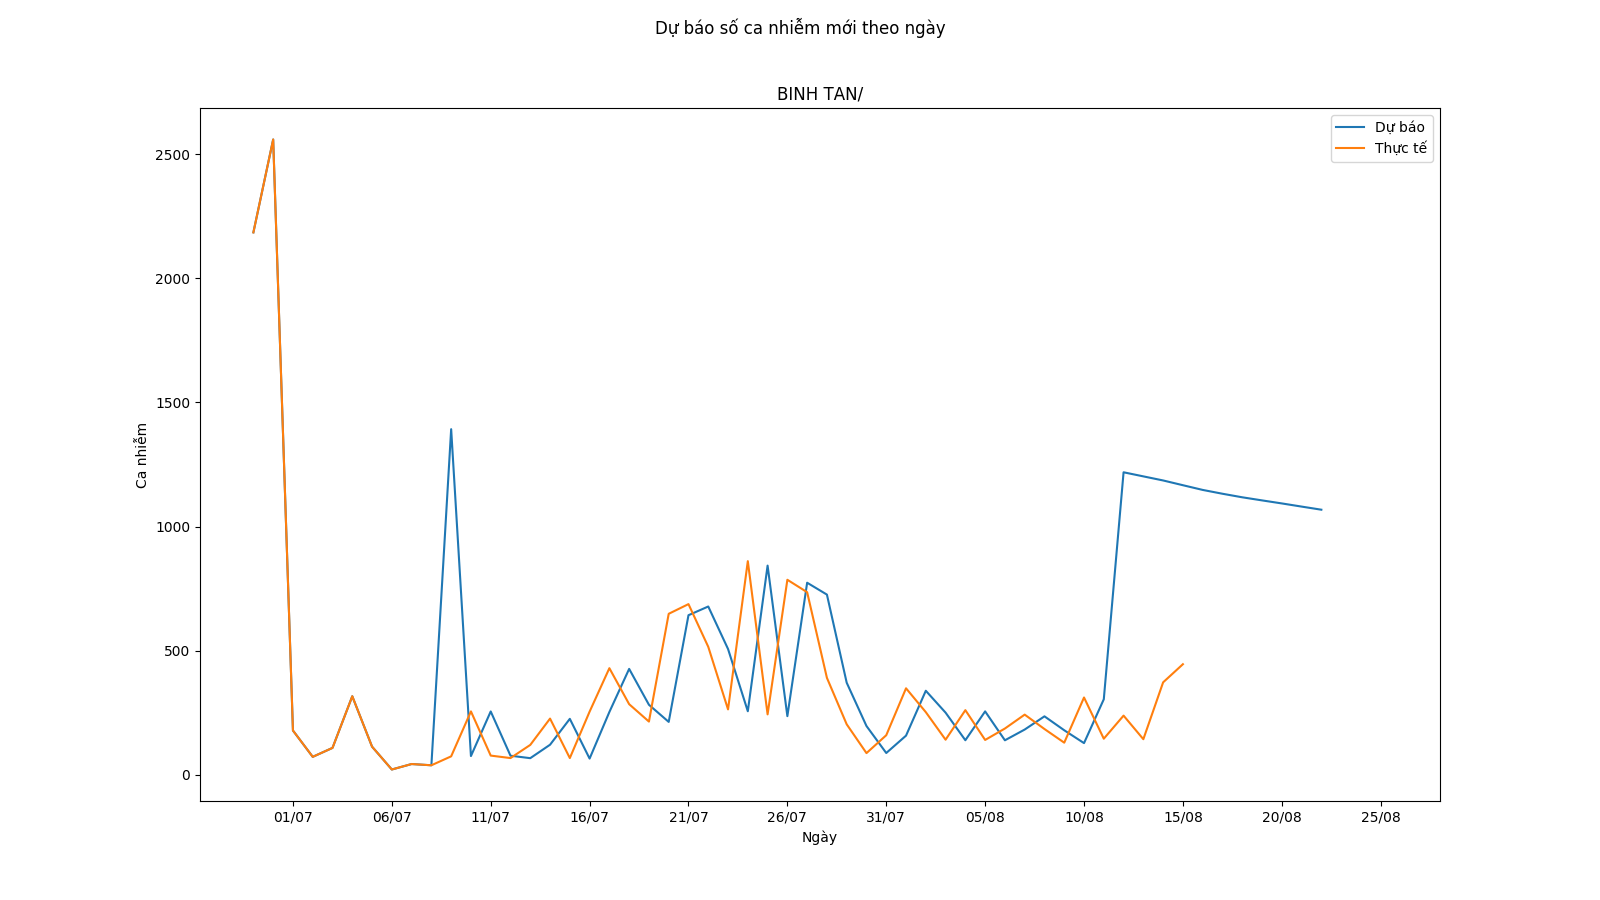 Dự báo số ca nhiễm mới theo ngày
BINH TAN/
Dự báo
Thực tế
2500
2000
1500
1000
500
0
Ca nhiễm
01/07 06/07 11/07 16/07 21/07 26/07 31/07 05/08 10/08 15/08 20/08 25/08
Ngày